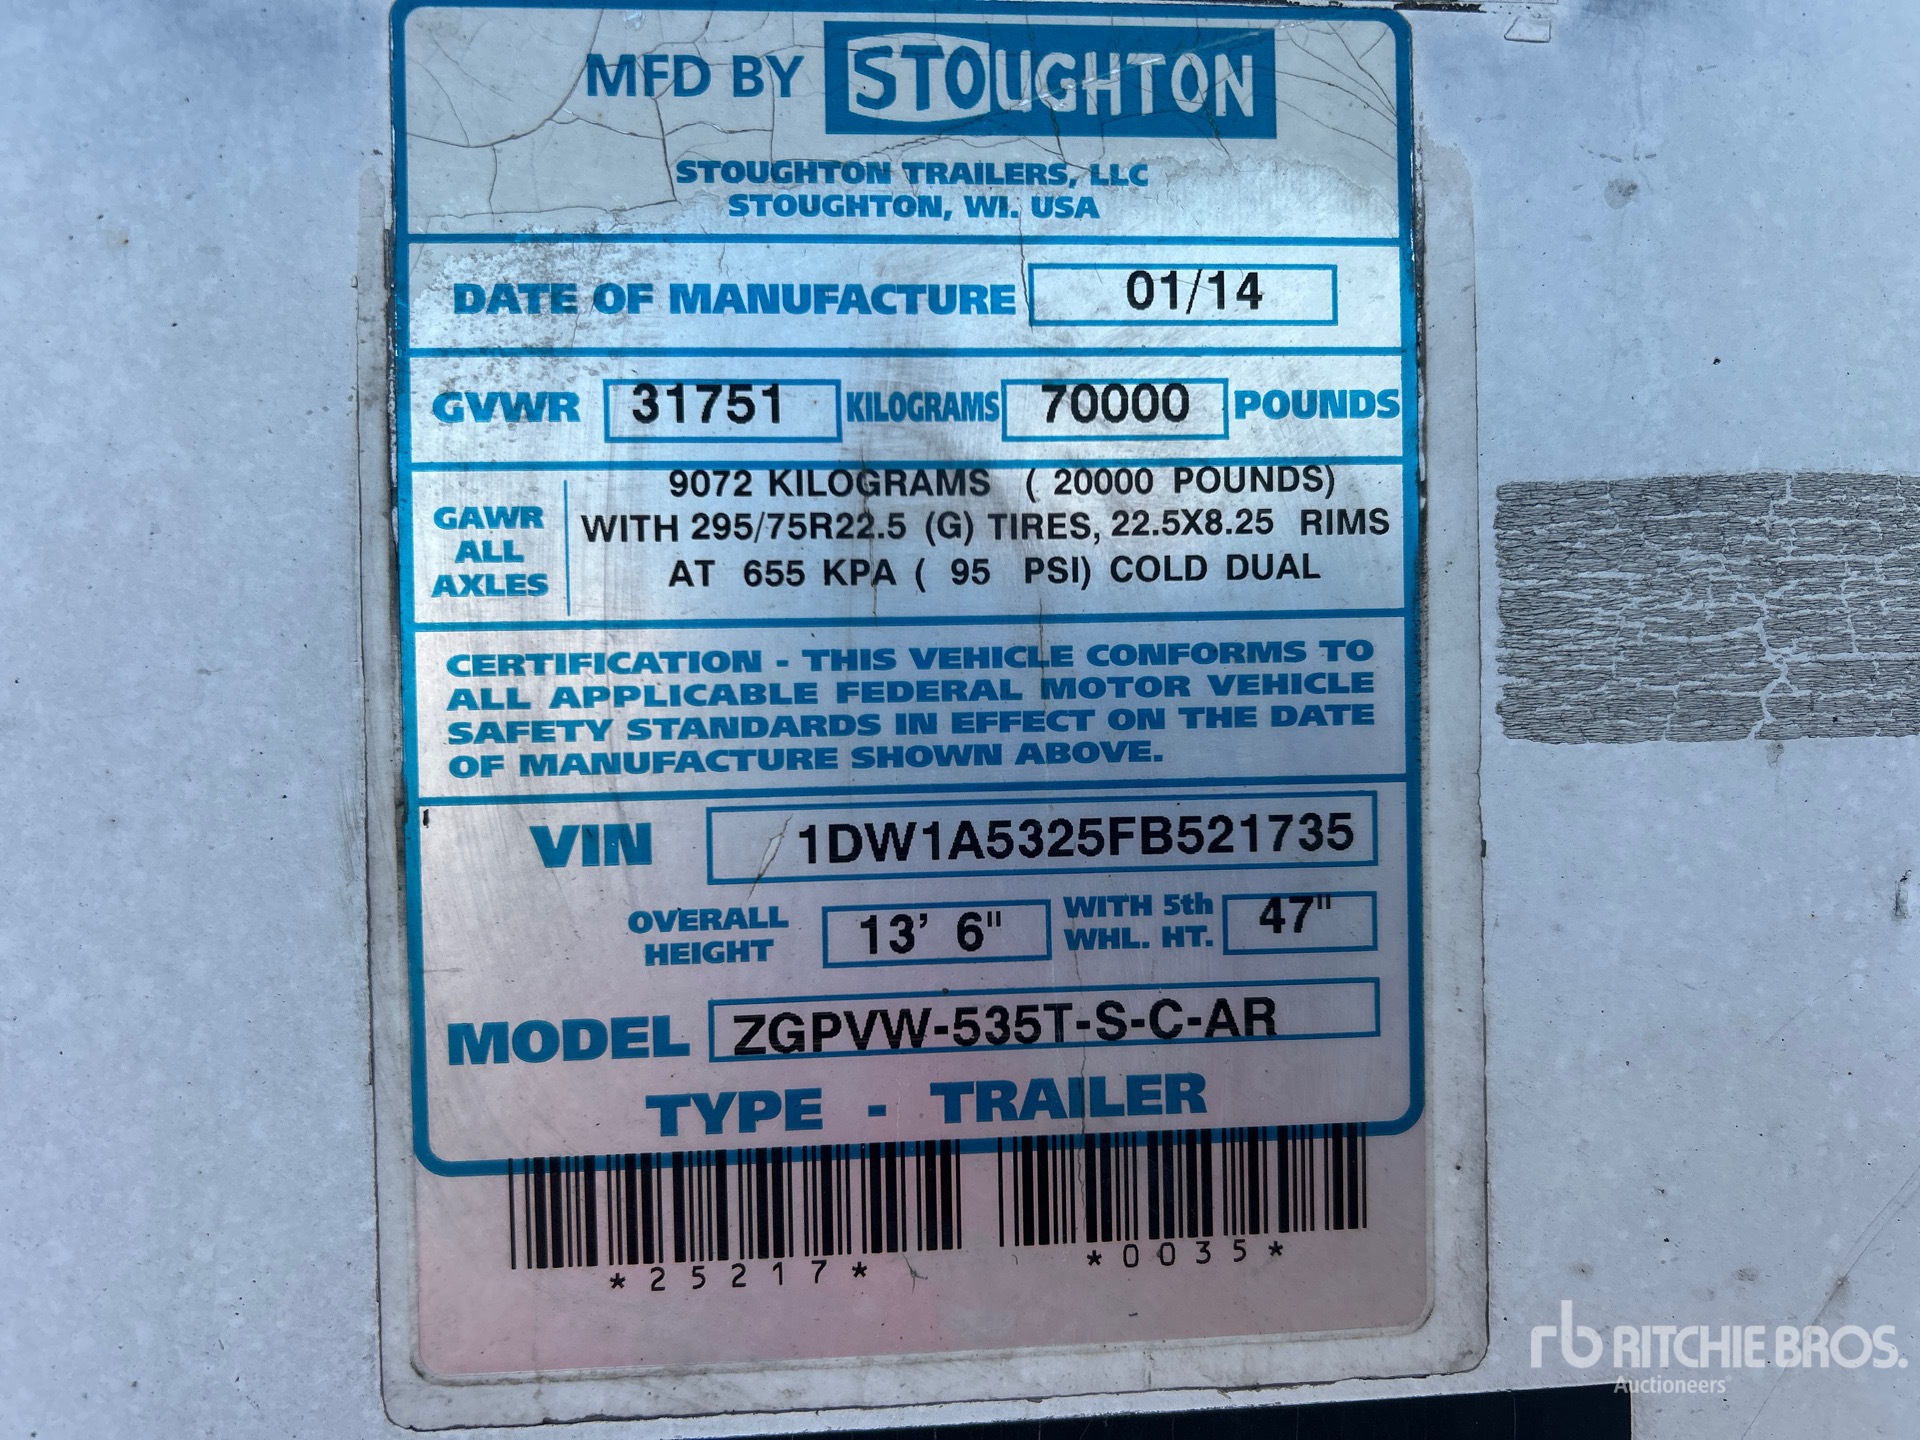 MFD BY STOUGHTON
STOUGHTON TRAILERS, LLC
STOUGHTON, WI. USA
DATE OF MANUFACTURE 01/14
GVWR 31751 KILOGRAMS 70000 POUNDS
GAWR ALL AXLES
9072 KILOGRAMS ( 20000 POUNDS)
WITH 295/75R22.5 (G) TIRES, 22.5X8.25 RIMS
AT 655 KPA ( 95 PSI) COLD DUAL
CERTIFICATION - THIS VEHICLE CONFORMS TO
ALL APPLICABLE FEDERAL MOTOR VEHICLE
SAFETY STANDARDS IN EFFECT ON THE DATE
OF MANUFACTURE SHOWN ABOVE.
VIN 1DW1A5325FB521735
OVERALL HEIGHT 13' 6" WITH 5th WHL. HT. 47"
MODEL ZGPVW-535T-S-C-AR
TYPE - TRAILER
*25217* *0035*
rb RITCHIE BROS.
Auctioneers